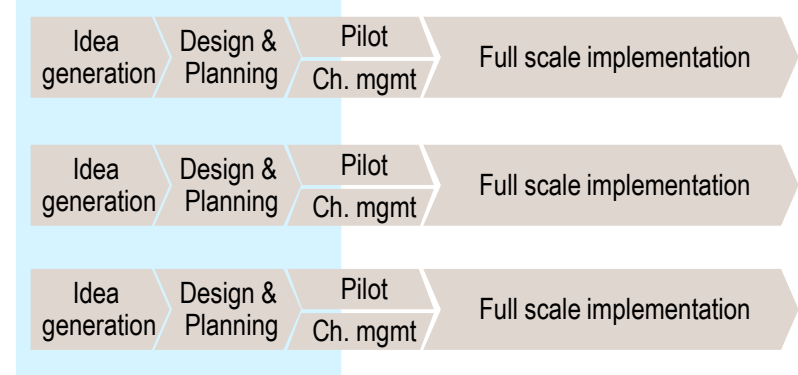 Idea
generation
Design &
Planning
Pilot
Ch. mgmt
Full scale implementation
Idea
generation
Design &
Planning
Pilot
Ch. mgmt
Full scale implementation
Idea
generation
Design &
Planning
Pilot
Ch. mgmt
Full scale implementation